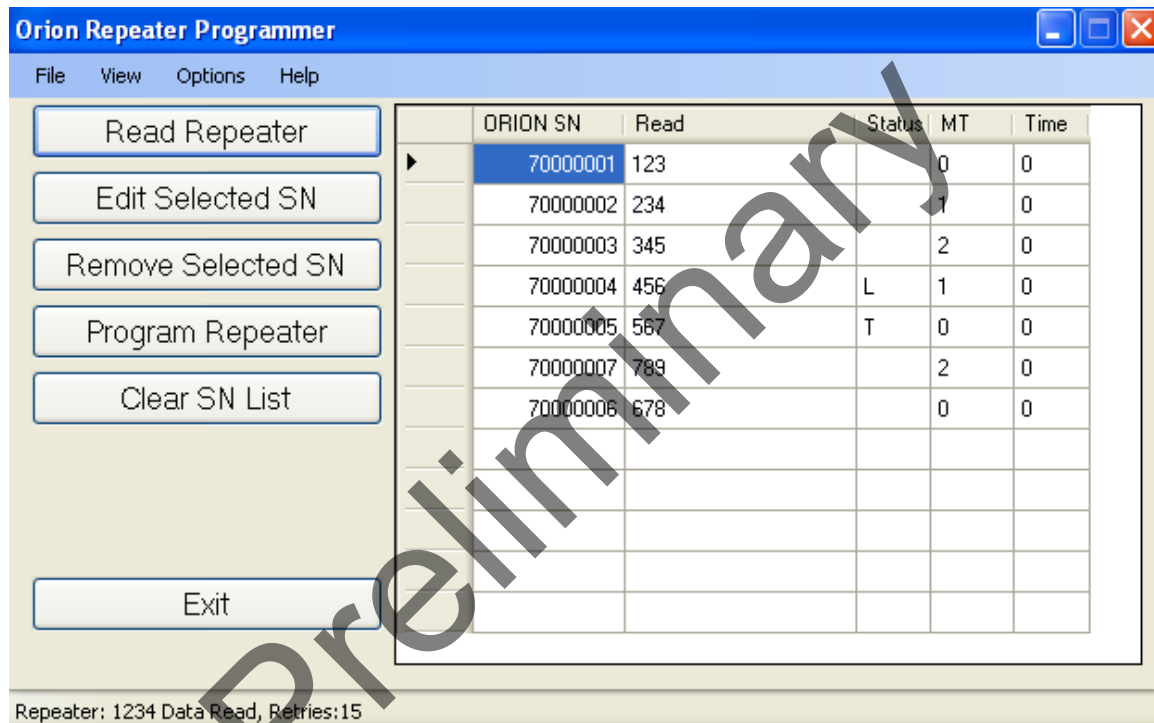 Orion Repeater Programmer
File View Options Help
Read Repeater
Edit Selected SN
Remove Selected SN
Program Repeater
Clear SN List
Exit
ORION SN Read Status MT Time
70000001 123 0 0
70000002 234 1 0
70000003 345 2 0
70000004 456 L 1 0
70000005 567 T 0 0
70000007 789 2 0
70000006 678 0 0
Preliminary
Repeater: 1234 Data Read, Retries:15